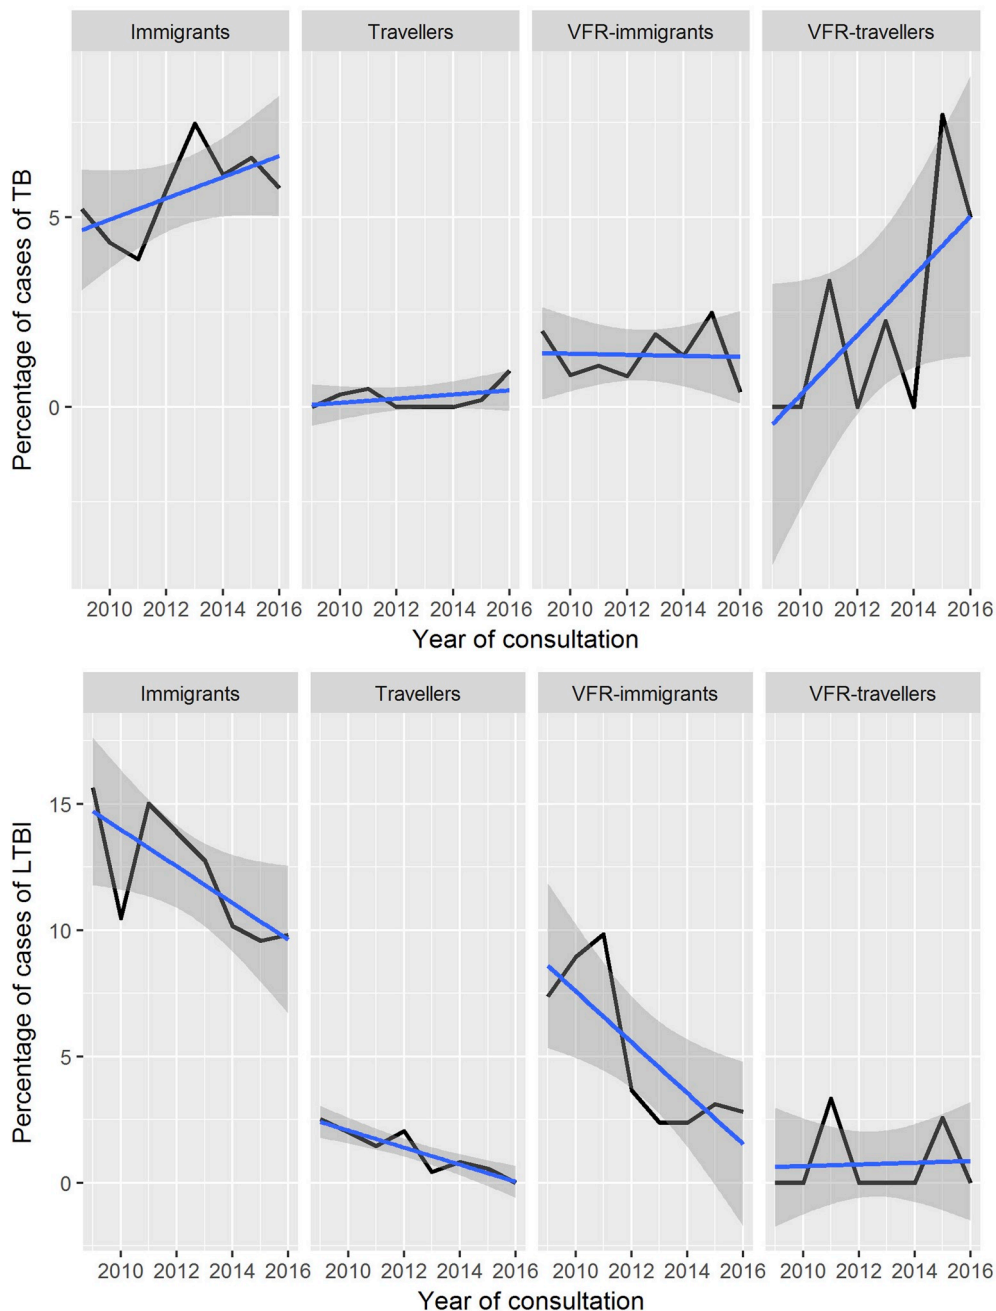 Immigrants Travellers VFR-immigrants VFR-travellers
Percentage of cases of TB
5
0
2010 2012 2014 2016 2010 2012 2014 2016 2010 2012 2014 2016 2010 2012 2014 2016
Year of consultation
Immigrants Travellers VFR-immigrants VFR-travellers
Percentage of cases of LTBI
15
10
5
0
2010 2012 2014 2016 2010 2012 2014 2016 2010 2012 2014 2016 2010 2012 2014 2016
Year of consultation